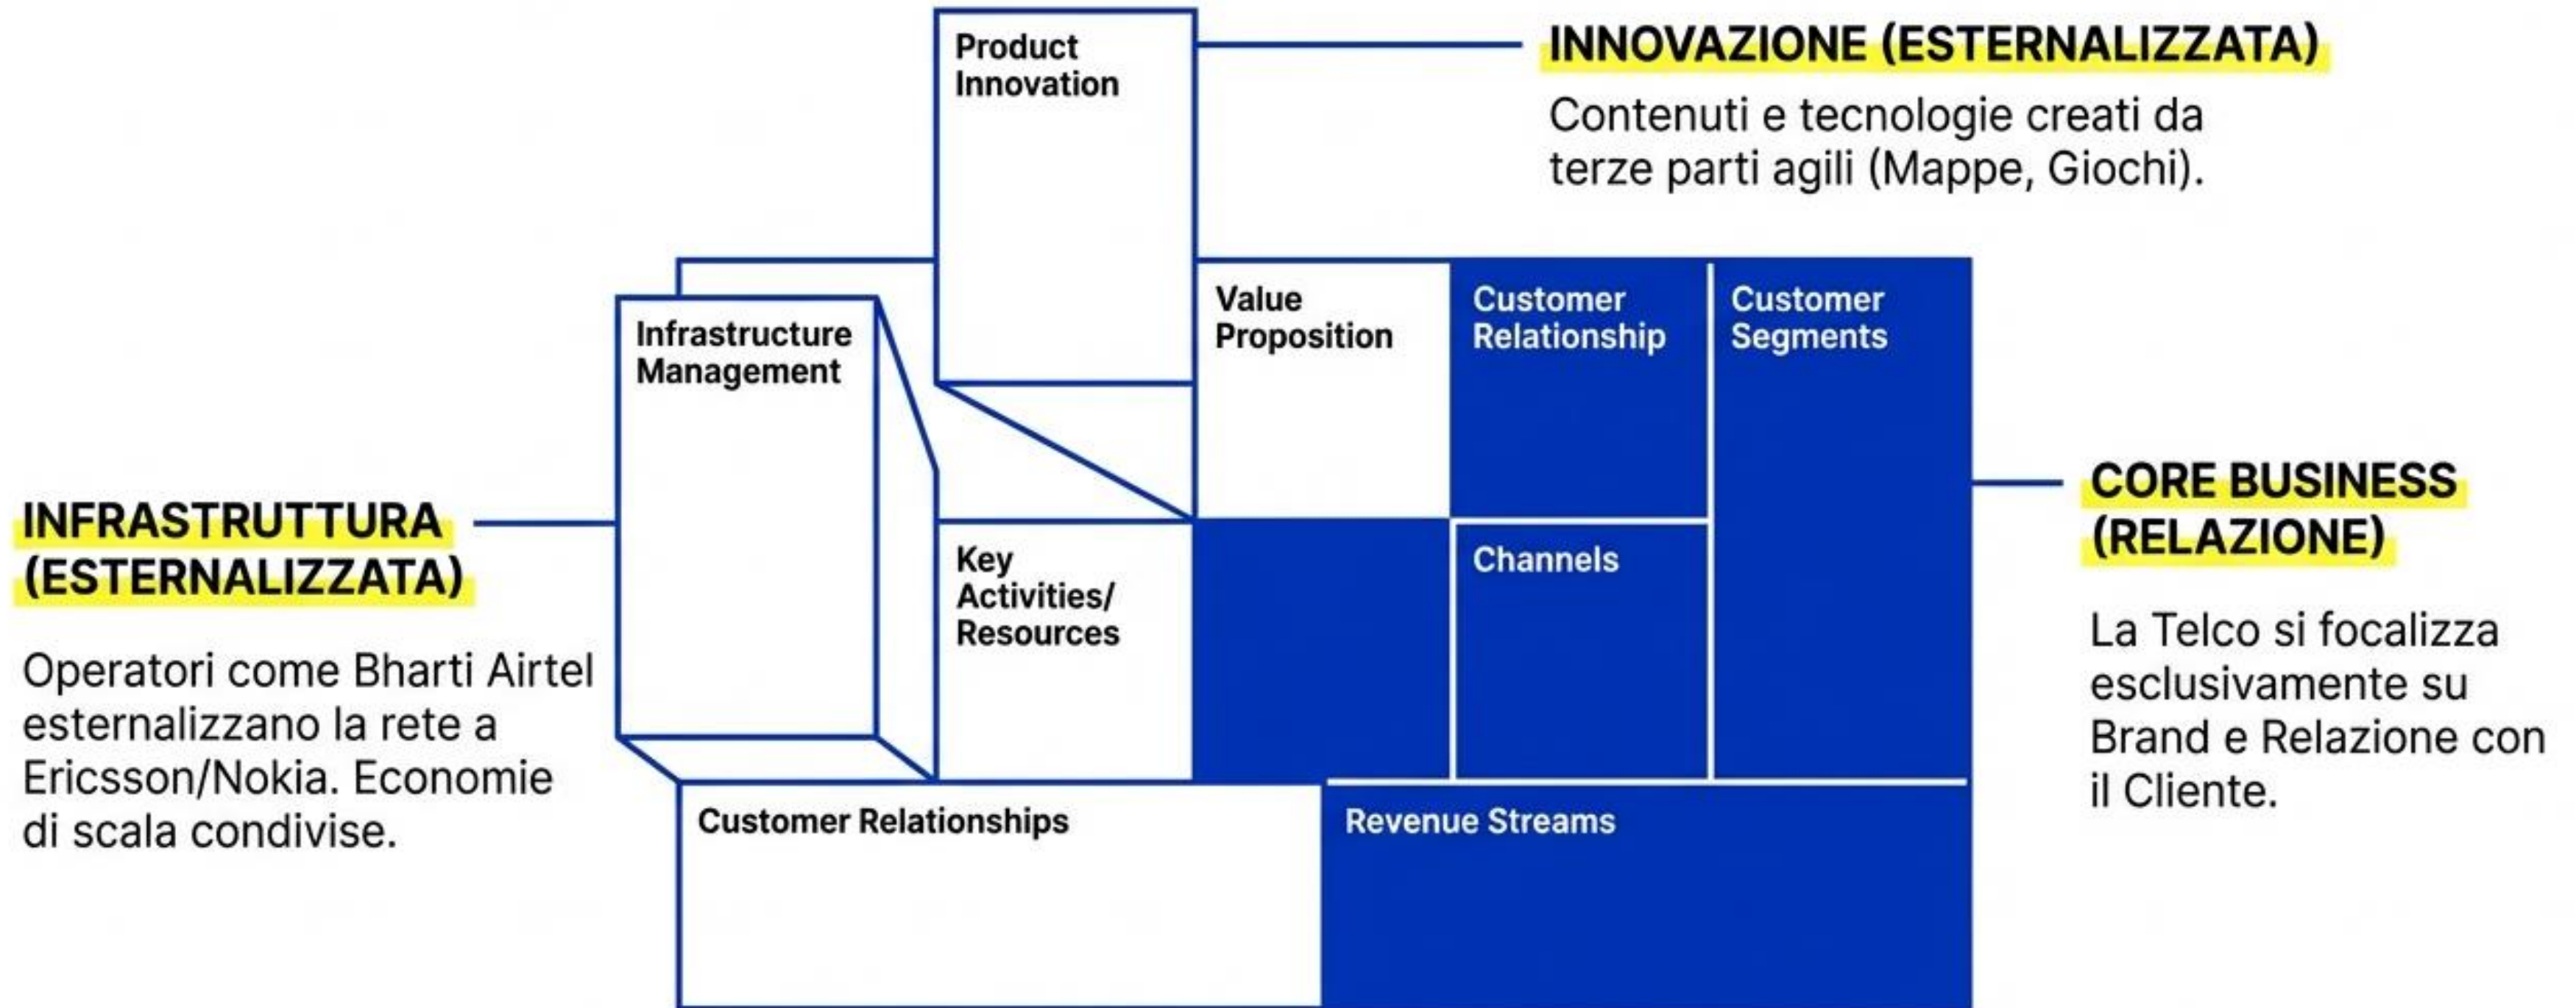 Product
Innovation
INNOVAZIONE (ESTERNALIZZATA)
Contenuti e tecnologie creati da
terze parti agili (Mappe, Giochi).
Infrastructure
Management
Value
Proposition
Customer
Relationship
Customer
Segments
INFRASTRUTTURA
(ESTERNALIZZATA)
Operatori come Bharti Airtel
esternalizzano la rete a
Ericsson/Nokia. Economie
di scala condivise.
Key
Activities/
Resources
Channels
CORE BUSINESS
(RELAZIONE)
La Telco si focalizza
esclusivamente su
Brand e Relazione con
il Cliente.
Customer Relationships
Revenue Streams